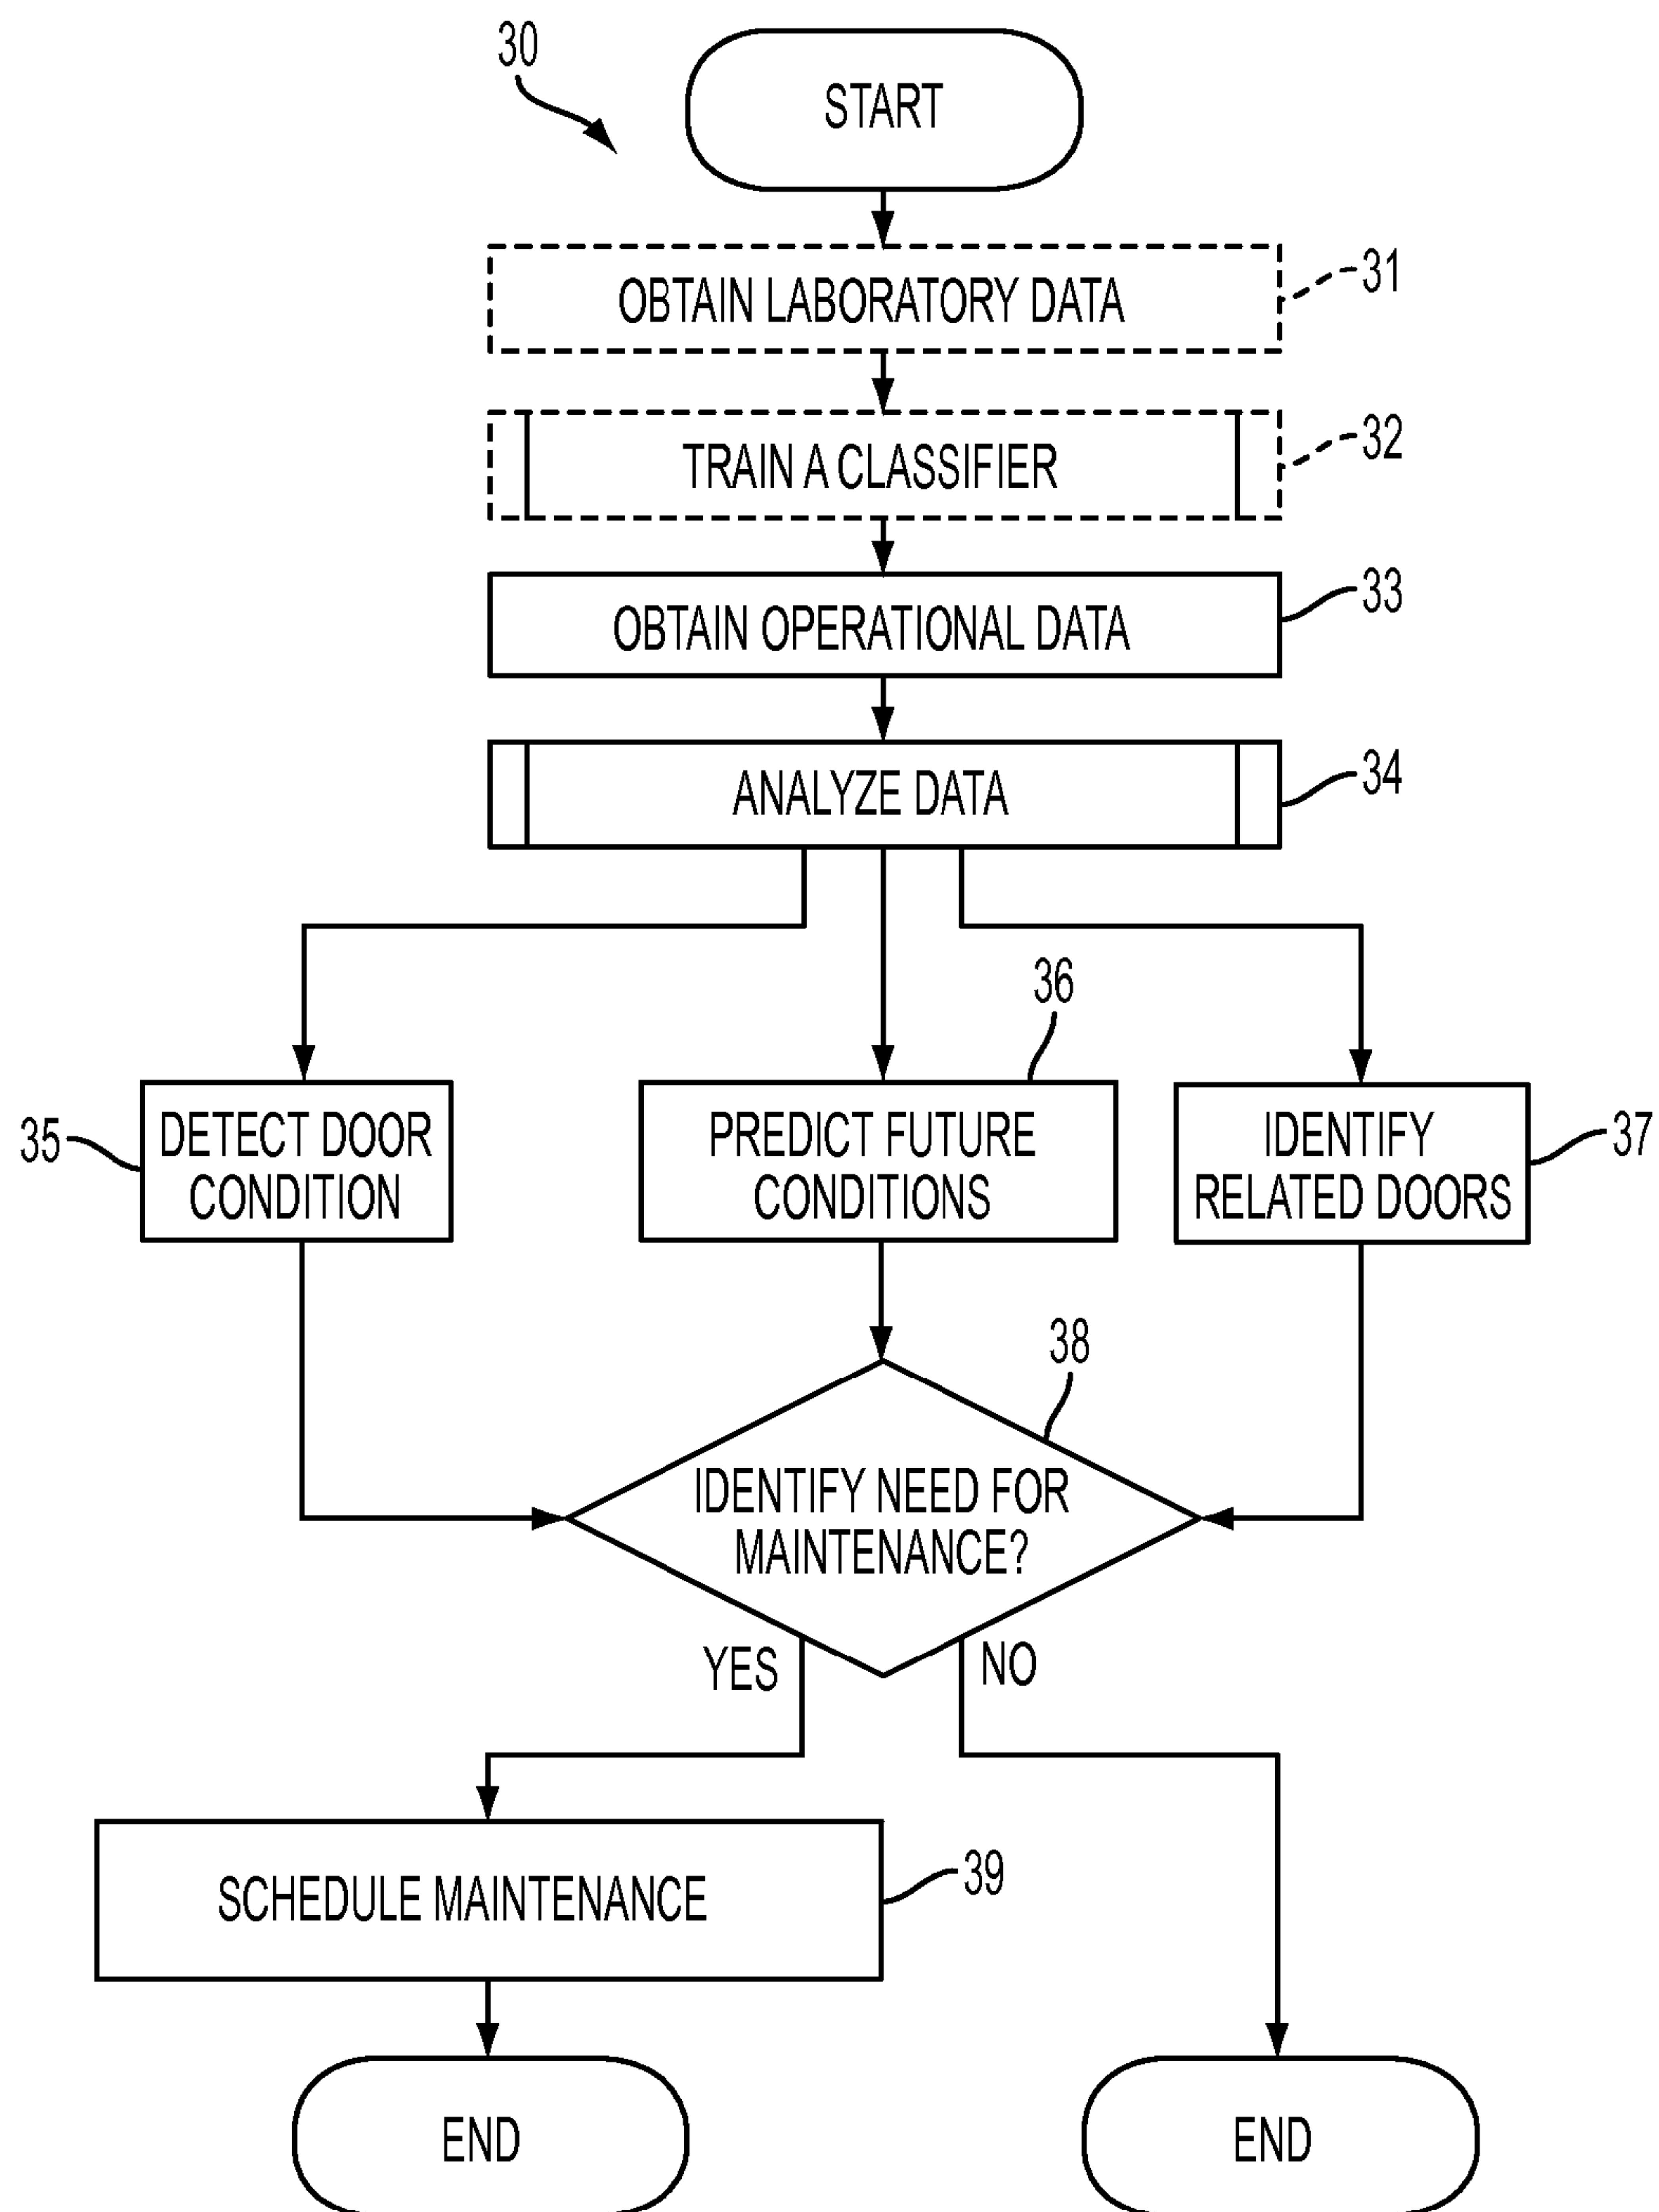 30
START
OBTAIN LABORATORY DATA
31
TRAIN A CLASSIFIER
32
OBTAIN OPERATIONAL DATA
33
ANALYZE DATA
34
35
DETECT DOOR
CONDITION
36
PREDICT FUTURE
CONDITIONS
IDENTIFY
RELATED DOORS
37
38
IDENTIFY NEED FOR
MAINTENANCE?
YES
NO
SCHEDULE MAINTENANCE
39
END
END